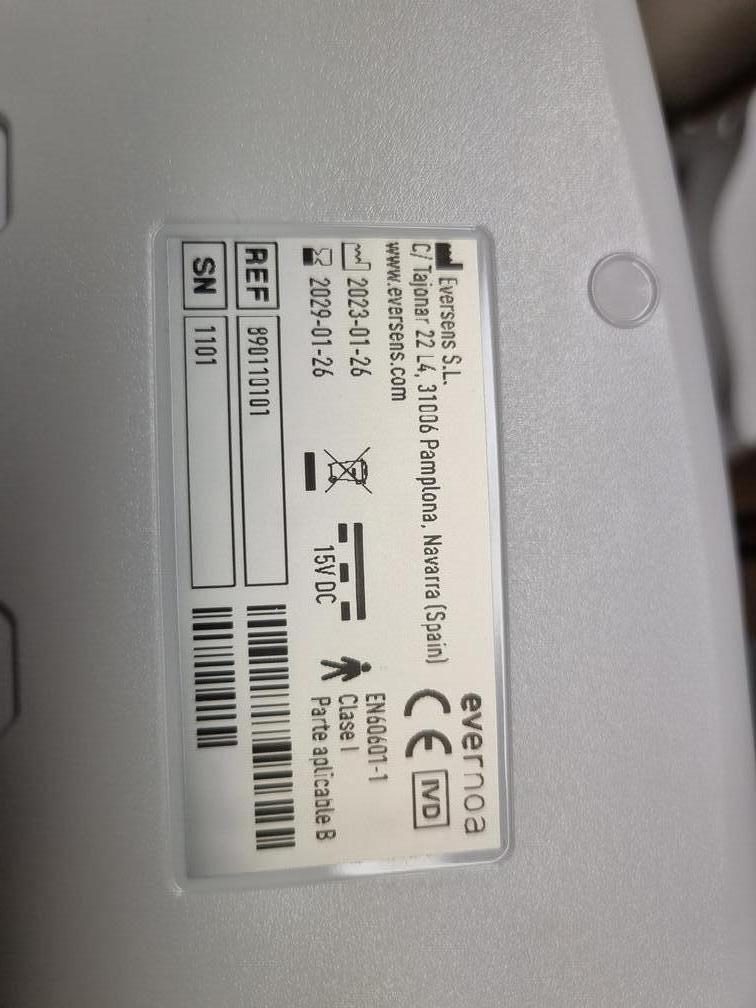 Eversens S.L.
C/ Tajonar 22 L4, 31006 Pamplona, Navarra (Spain)
www.eversens.com
evernoa
CE IVD
2023-01-26
2029-01-26
15V DC
EN60601-1
Clase I
Parte aplicable B
REF 890110101
SN 1101